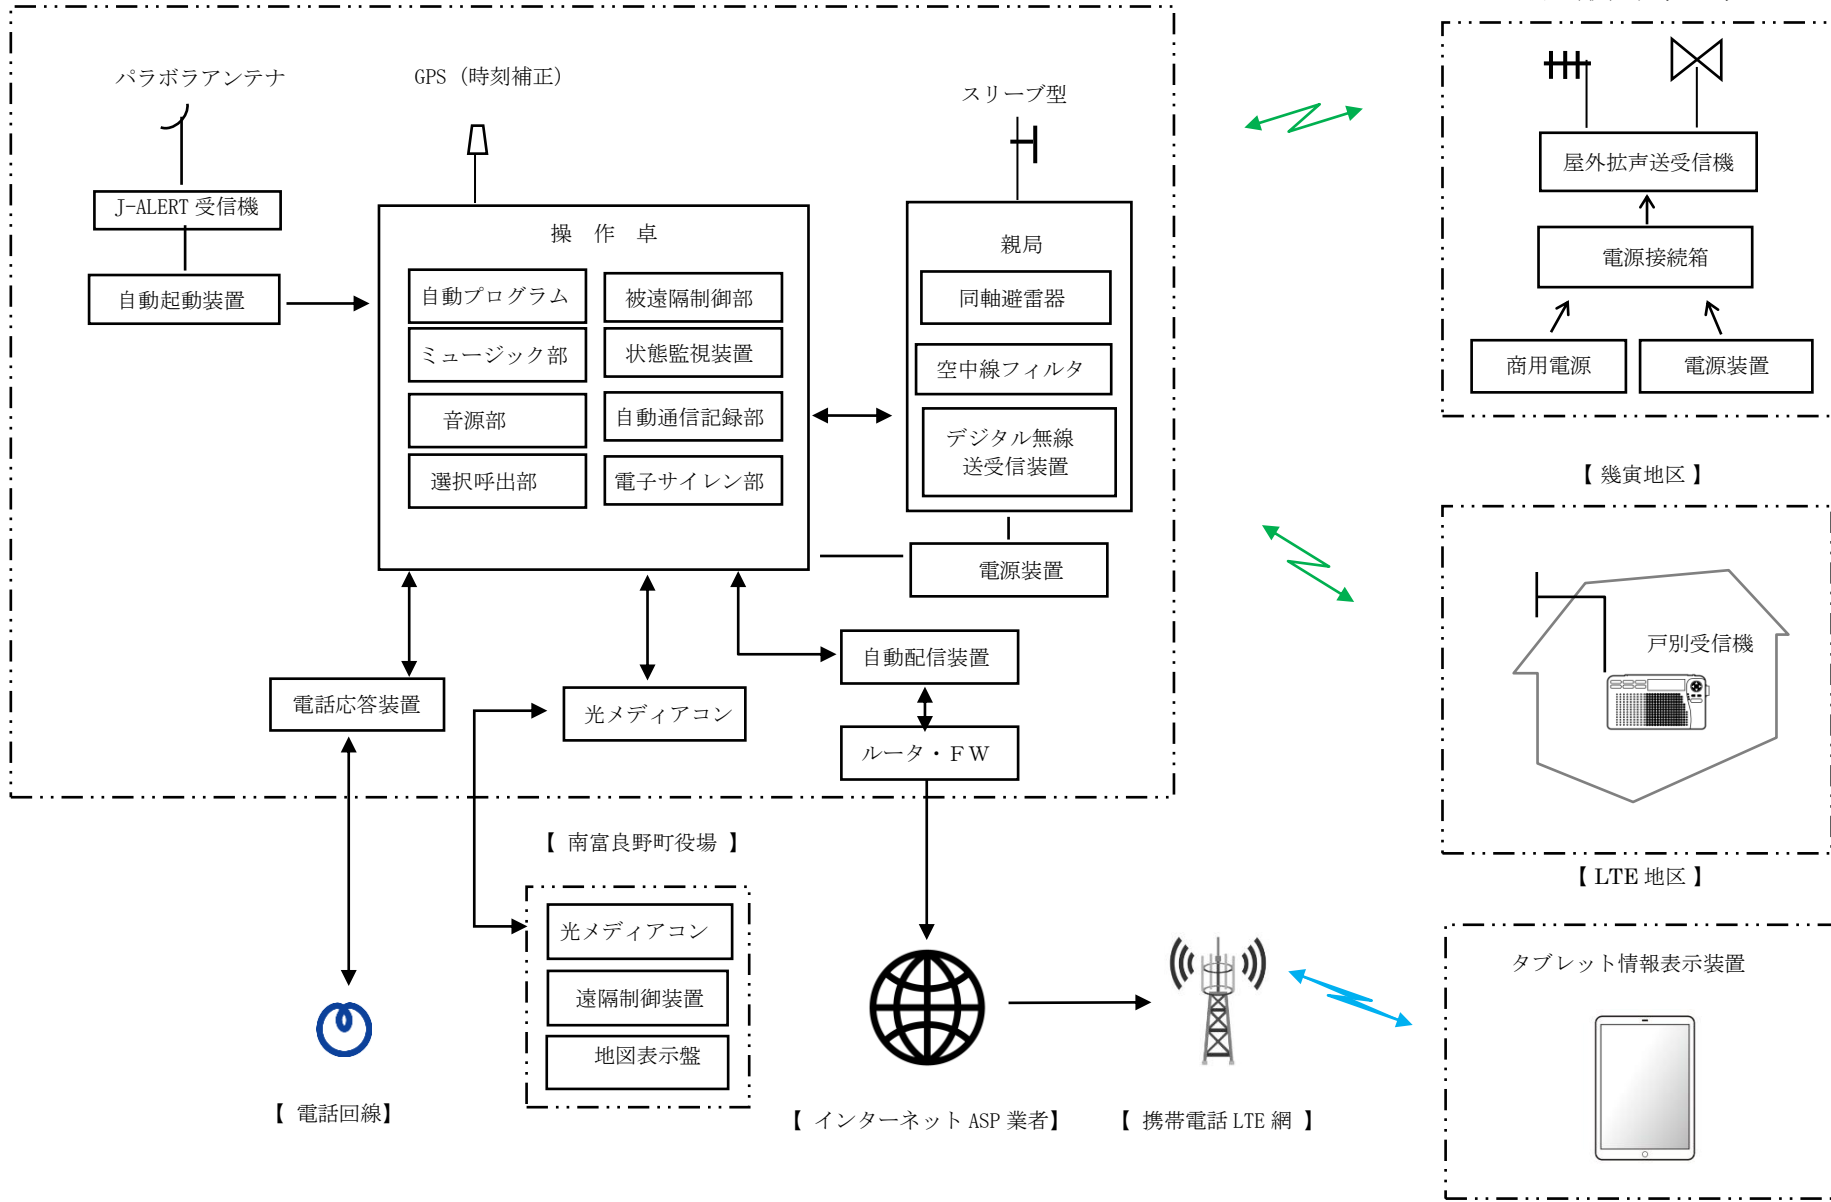 パラボラアンテナ
GPS（時刻補正）
スリーブ型
J-ALERT 受信機
自動起動装置
操 作 卓
自動プログラム
被遠隔制御部
ミュージック部
状態監視装置
音源部
自動通信記録部
選択呼出部
電子サイレン部
親局
同軸避雷器
空中線フィルタ
デジタル無線
送受信装置
電源装置
自動配信装置
電話応答装置
光メディアコン
ルータ・ＦＷ
【 南富良野町役場 】
光メディアコン
遠隔制御装置
地図表示盤
【 電話回線】
【 インターネット ASP 業者】
【 携帯電話 LTE 網 】
屋外拡声送受信機
電源接続箱
商用電源
電源装置
【 幾寅地区 】
戸別受信機
【 LTE 地区 】
タブレット情報表示装置